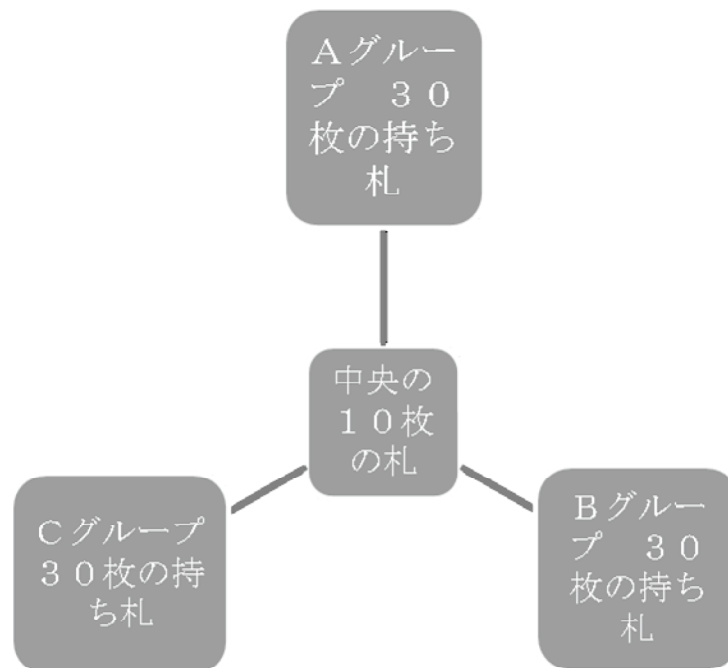 Ａグルー
プ　３０
枚の持ち
札
中央の
１０枚
の札
Ｃグループ
３０枚の持
ち札
Ｂグルー
プ　３０
枚の持ち
札